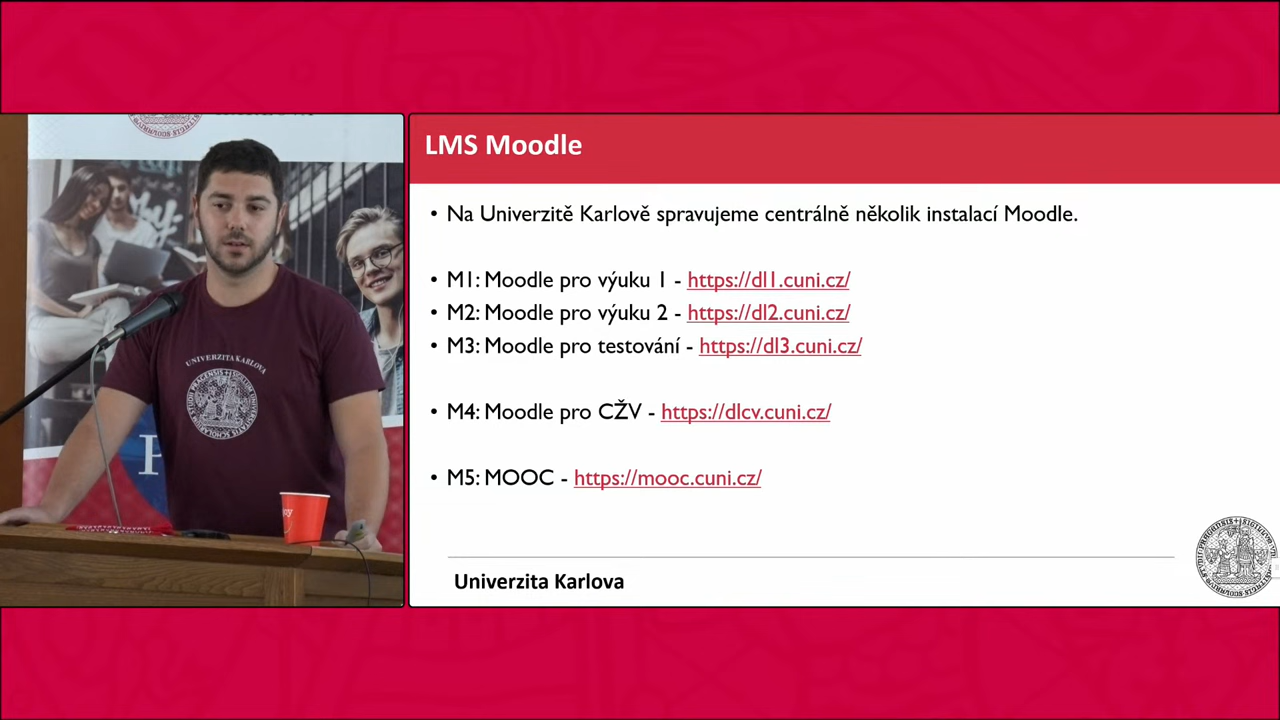 LMS Moodle
• Na Univerzitě Karlově spravujeme centrálně několik instalací Moodle.
• M1: Moodle pro výuku 1 - https://dl1.cuni.cz/
• M2: Moodle pro výuku 2 - https://dl2.cuni.cz/
• M3: Moodle pro testování - https://dl3.cuni.cz/
• M4: Moodle pro CŽV - https://dlcv.cuni.cz/
• M5: MOOC - https://mooc.cuni.cz/
Univerzita Karlova
UNIVERZITA KARLOVA